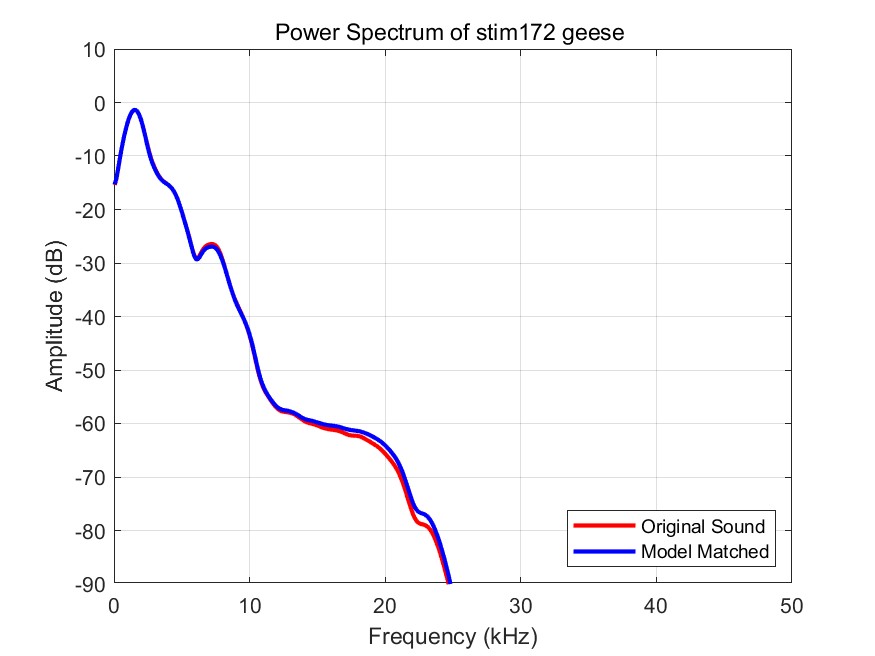 Power Spectrum of stim172 geese
10
0
-10
-20
-30
-40
-50
-60
-70
-80
-90
Amplitude (dB)
Original Sound
Model Matched
0 10 20 30 40 50
Frequency (kHz)